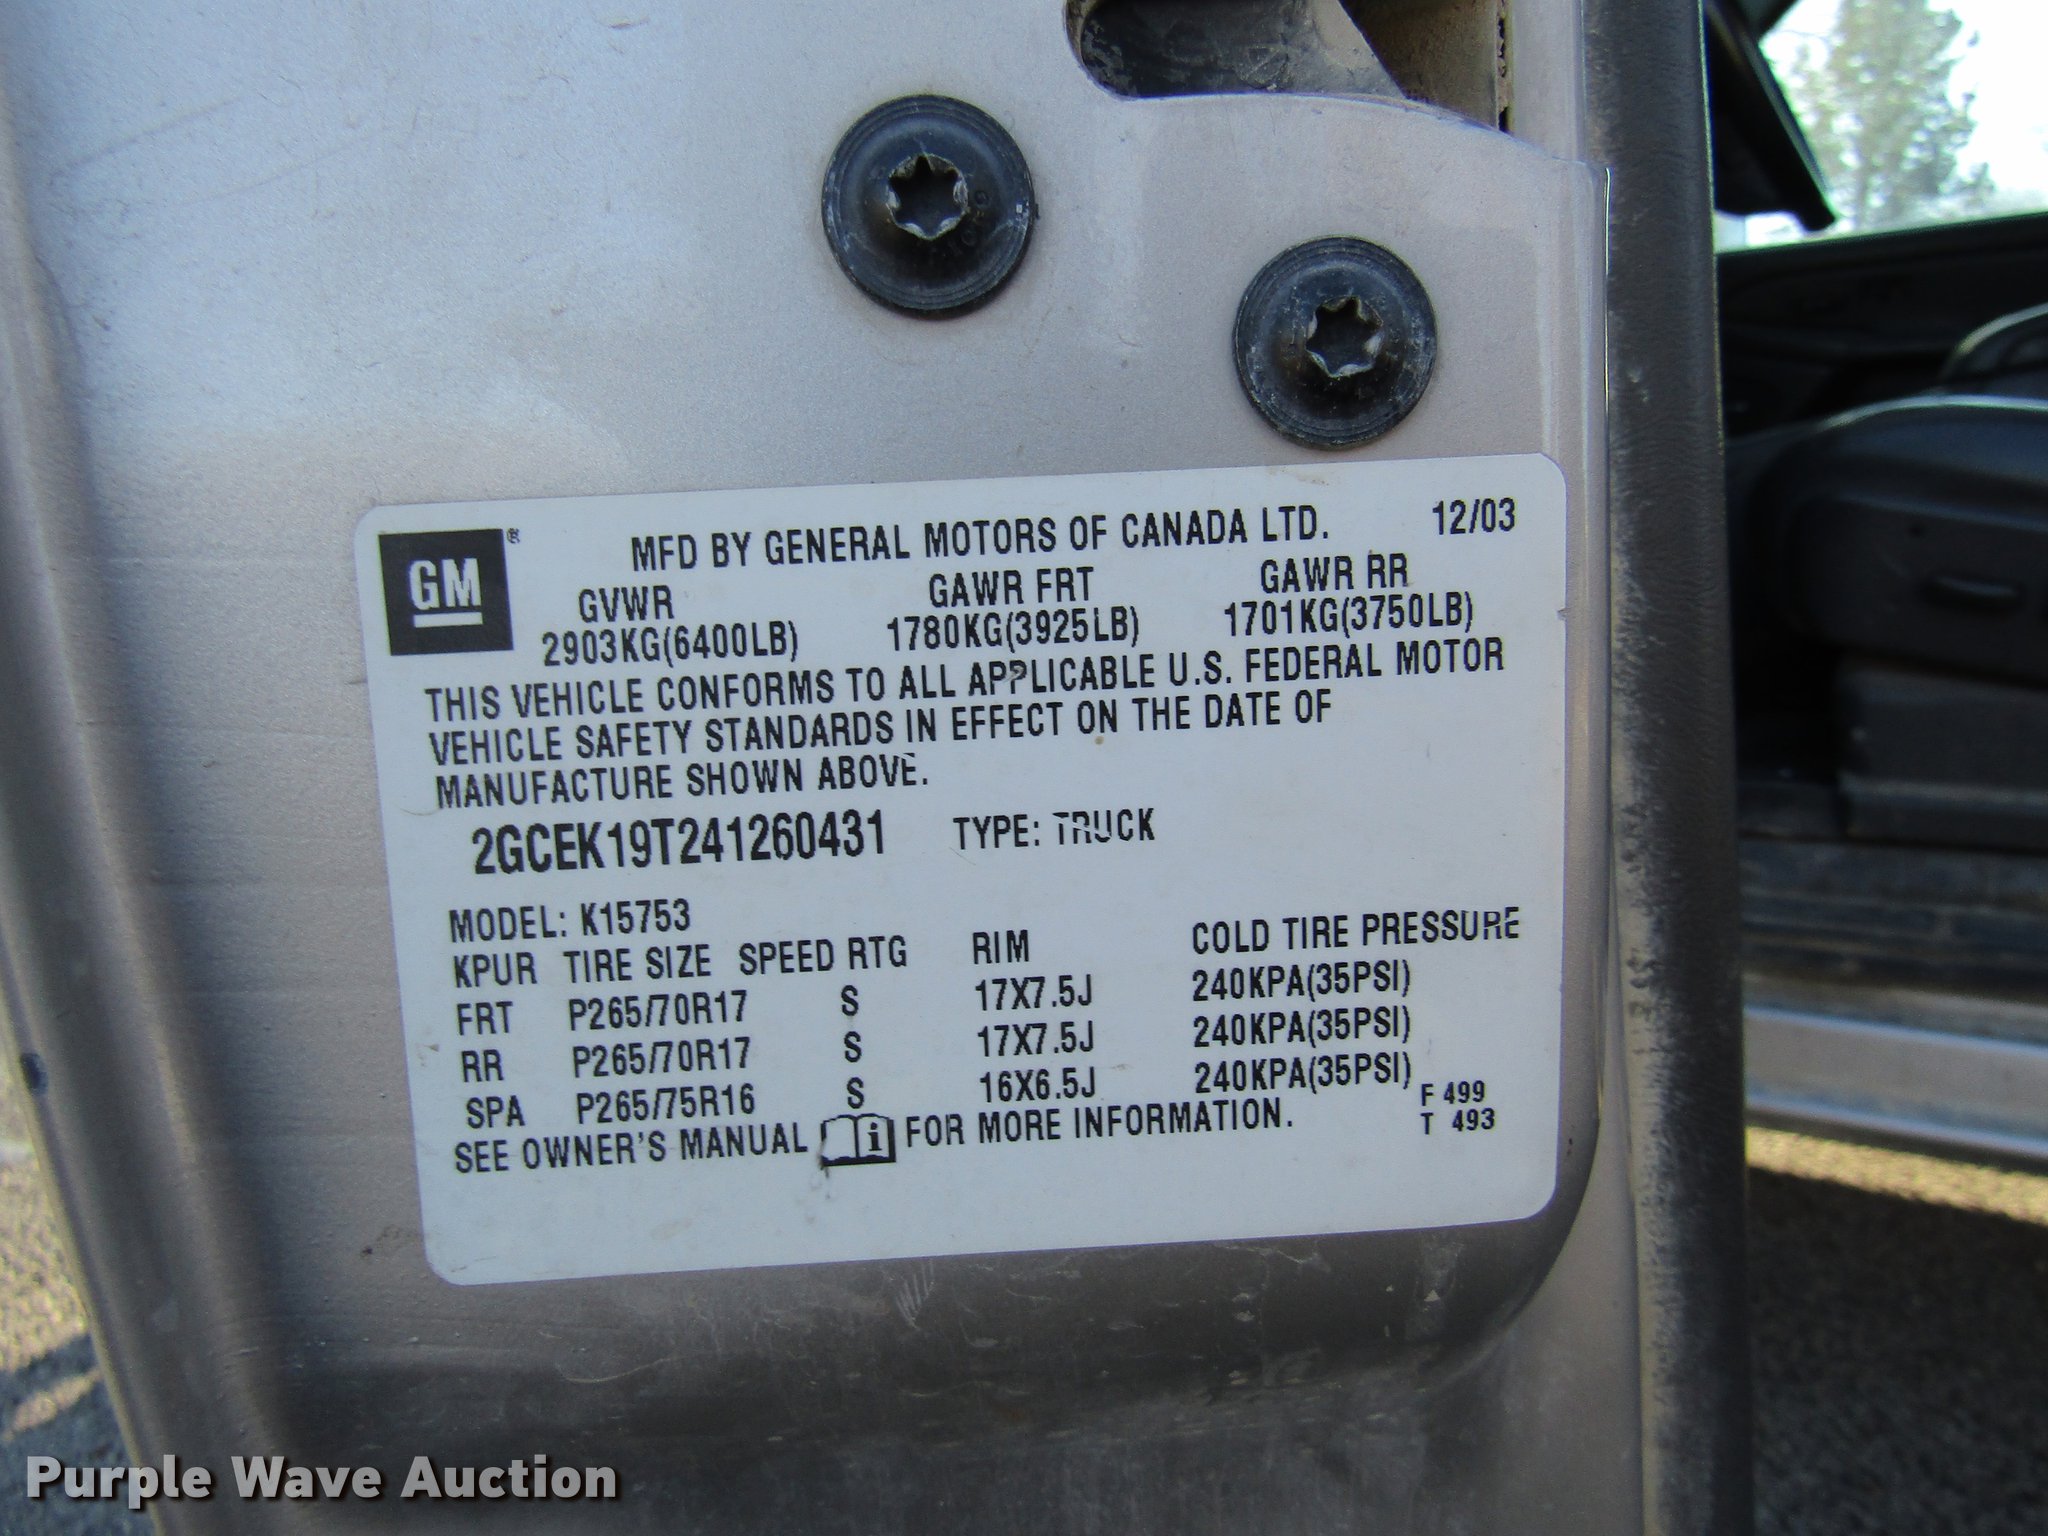 GM®
MFD BY GENERAL MOTORS OF CANADA LTD. 12/03
GVWR GAWR FRT GAWR RR
2903KG(6400LB) 1780KG(3925LB) 1701KG(3750LB)
THIS VEHICLE CONFORMS TO ALL APPLICABLE U.S. FEDERAL MOTOR
VEHICLE SAFETY STANDARDS IN EFFECT ON THE DATE OF
MANUFACTURE SHOWN ABOVE.
2GCEK19T241260431 TYPE: TRUCK
MODEL: K15753
KPUR TIRE SIZE SPEED RTG RIM COLD TIRE PRESSURE
FRT P265/70R17 S 17X7.5J 240KPA(35PSI)
RR P265/70R17 S 17X7.5J 240KPA(35PSI)
SPA P265/75R16 S 16X6.5J 240KPA(35PSI)
SEE OWNER'S MANUAL i FOR MORE INFORMATION.
F 499
T 493
Purple Wave Auction